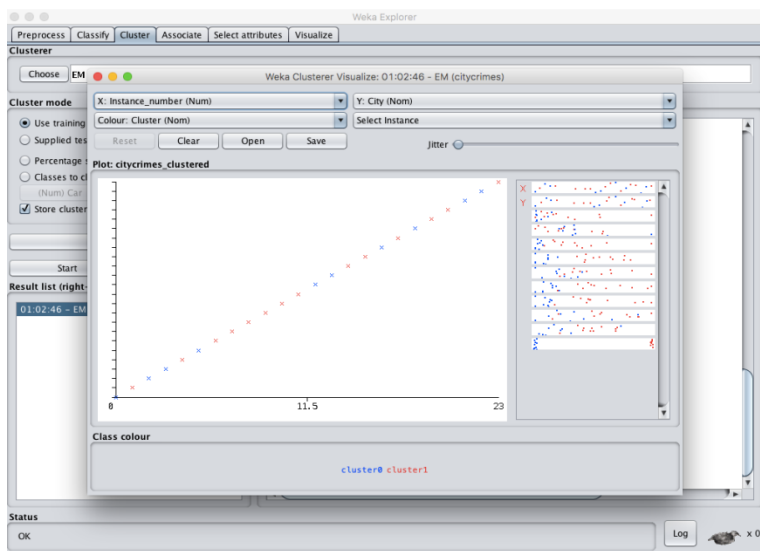 Weka Explorer
Preprocess Classify Cluster Associate Select attributes Visualize
Clusterer
Choose EM
Weka Clusterer Visualize: 01:02:46 - EM (citycrimes)
Cluster mode
X: Instance_number (Num) Y: City (Nom)
Use training
Colour: Cluster (Nom) Select Instance
Supplied tes
Reset Clear Open Save Jitter
Percentage s
Plot: citycrimes_clustered
Classes to cl
(Num) Car
Store cluster
X
Y
Start
Result list (right-
01:02:46 - EM
0 11.5 23
Class colour
cluster0 cluster1
Status
OK
Log
x 0